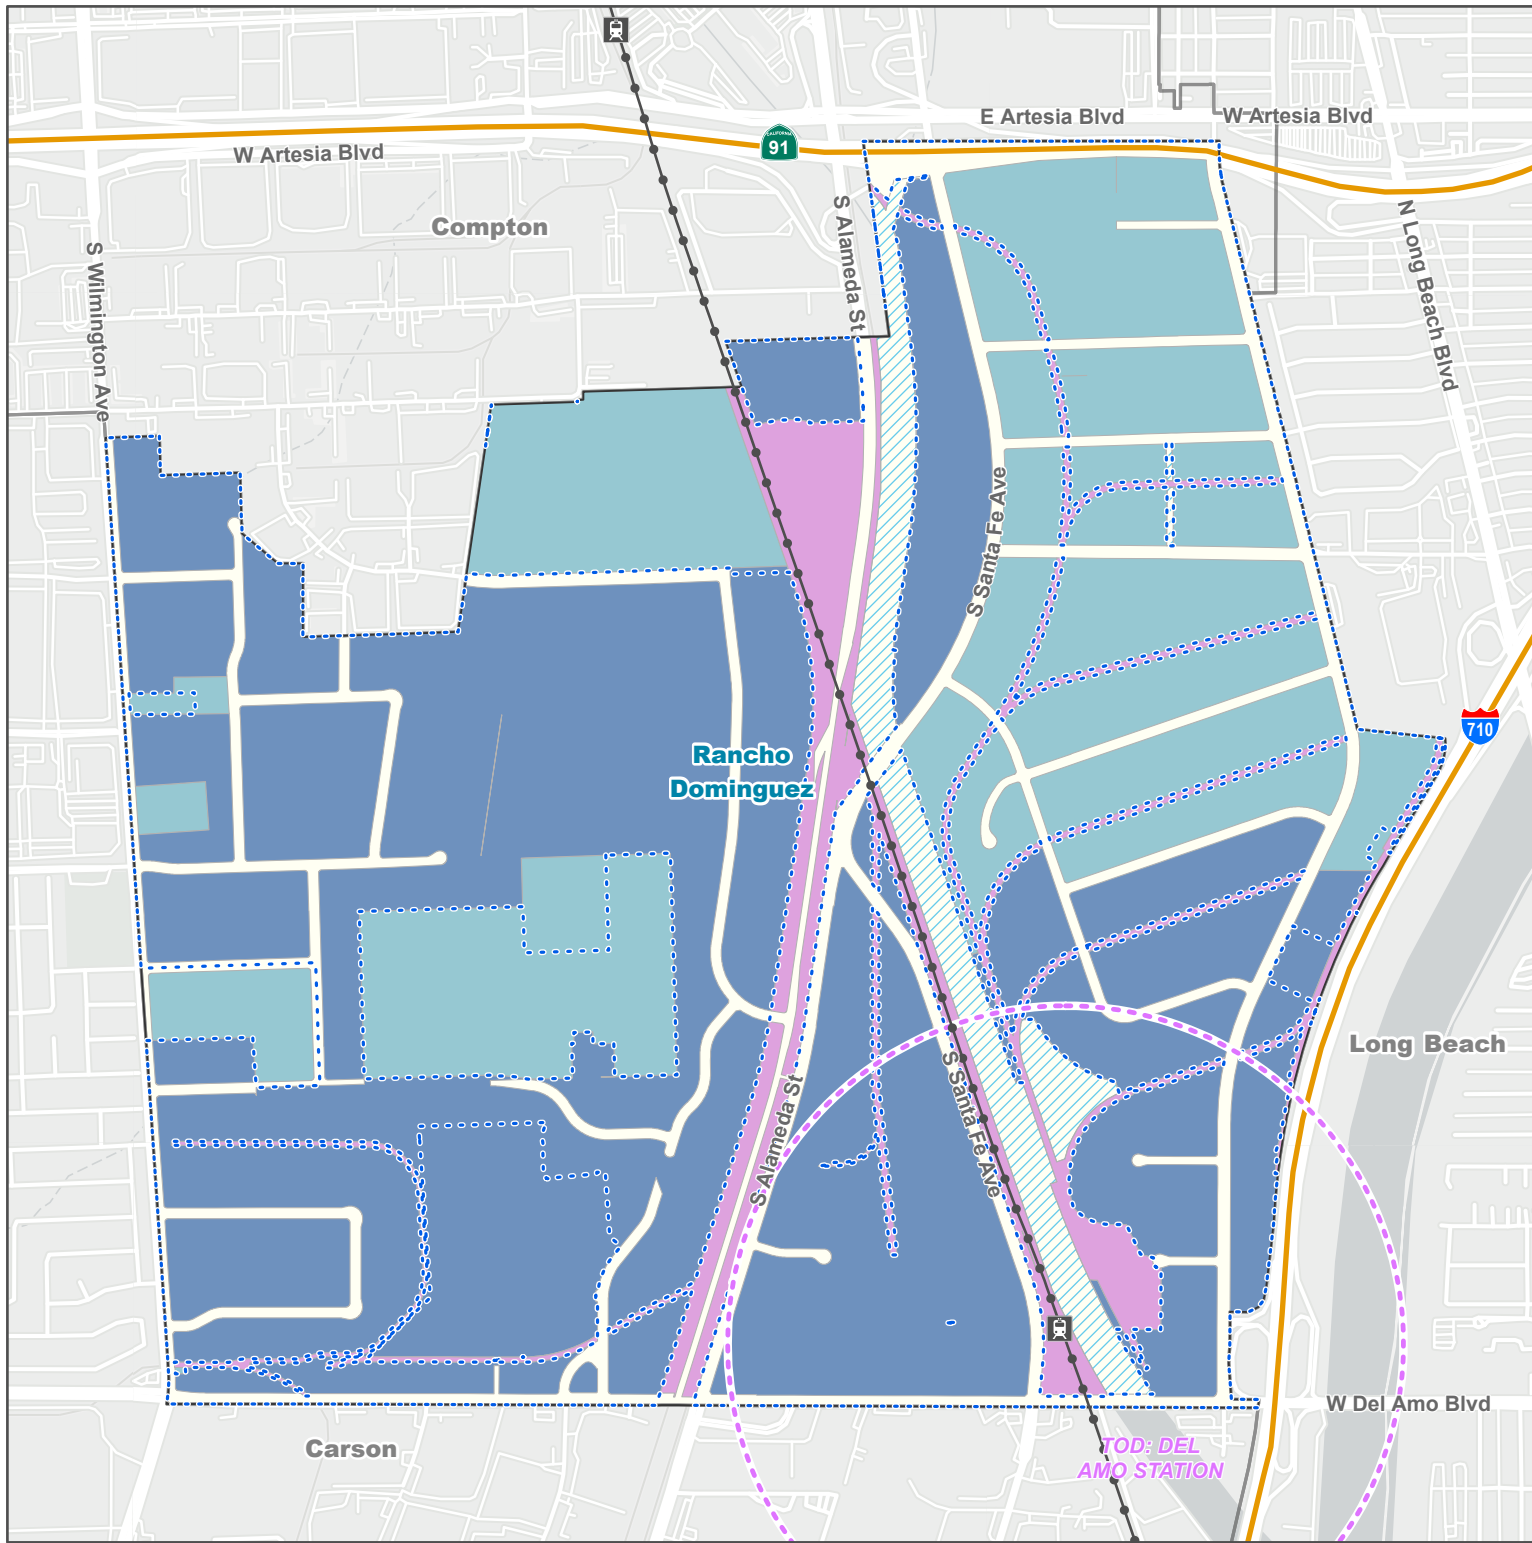 E Artesia Blvd
W Artesia Blvd
W Artesia Blvd
CALIFORNIA
91
Compton
S Alameda St
S Wilmington Ave
N Long Beach Blvd
S Santa Fe Ave
710
Rancho
Dominguez
Long Beach
S Alameda St
S Santa Fe Ave
W Del Amo Blvd
Carson
TOD: DEL
AMO STATION